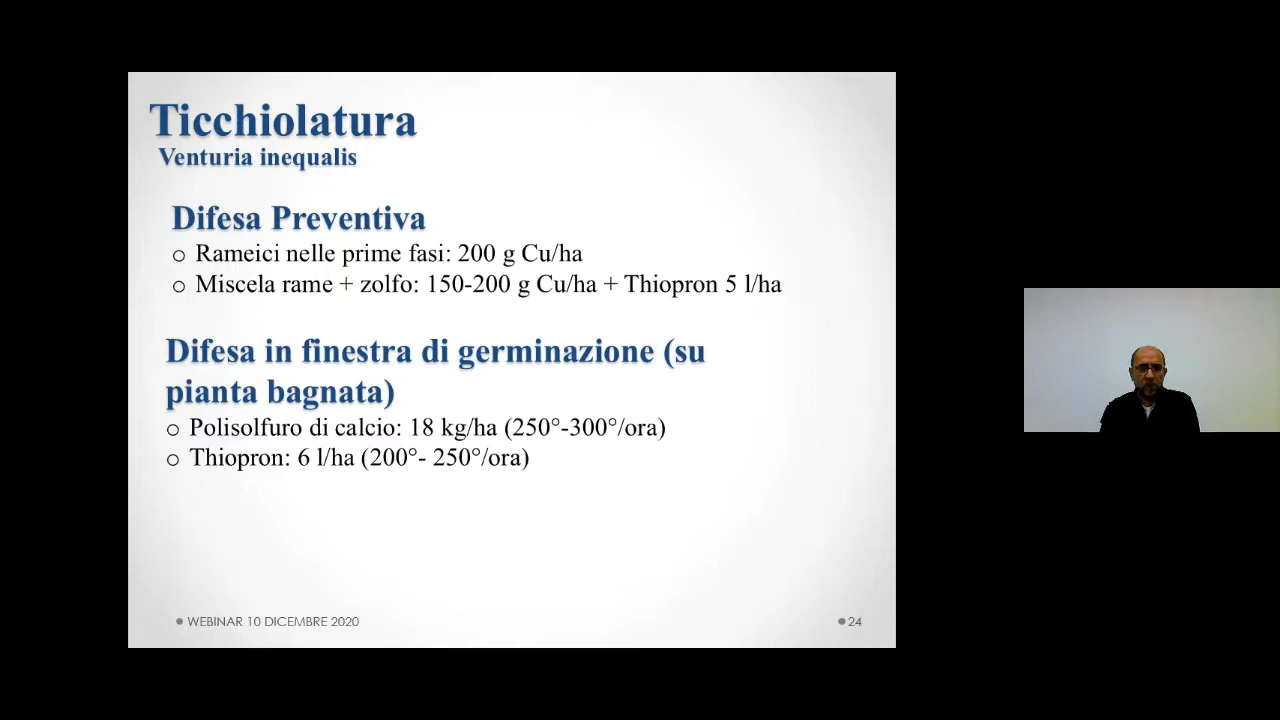 Ticchiolatura
Venturia inequalis
Difesa Preventiva
o Rameici nelle prime fasi: 200 g Cu/ha
o Miscela rame + zolfo: 150-200 g Cu/ha + Thiopron 5 l/ha
Difesa in finestra di germinazione (su
pianta bagnata)
o Polisolfuro di calcio: 18 kg/ha (250°-300°/ora)
o Thiopron: 6 l/ha (200°- 250°/ora)
● WEBINAR 10 DICEMBRE 2020 ● 24